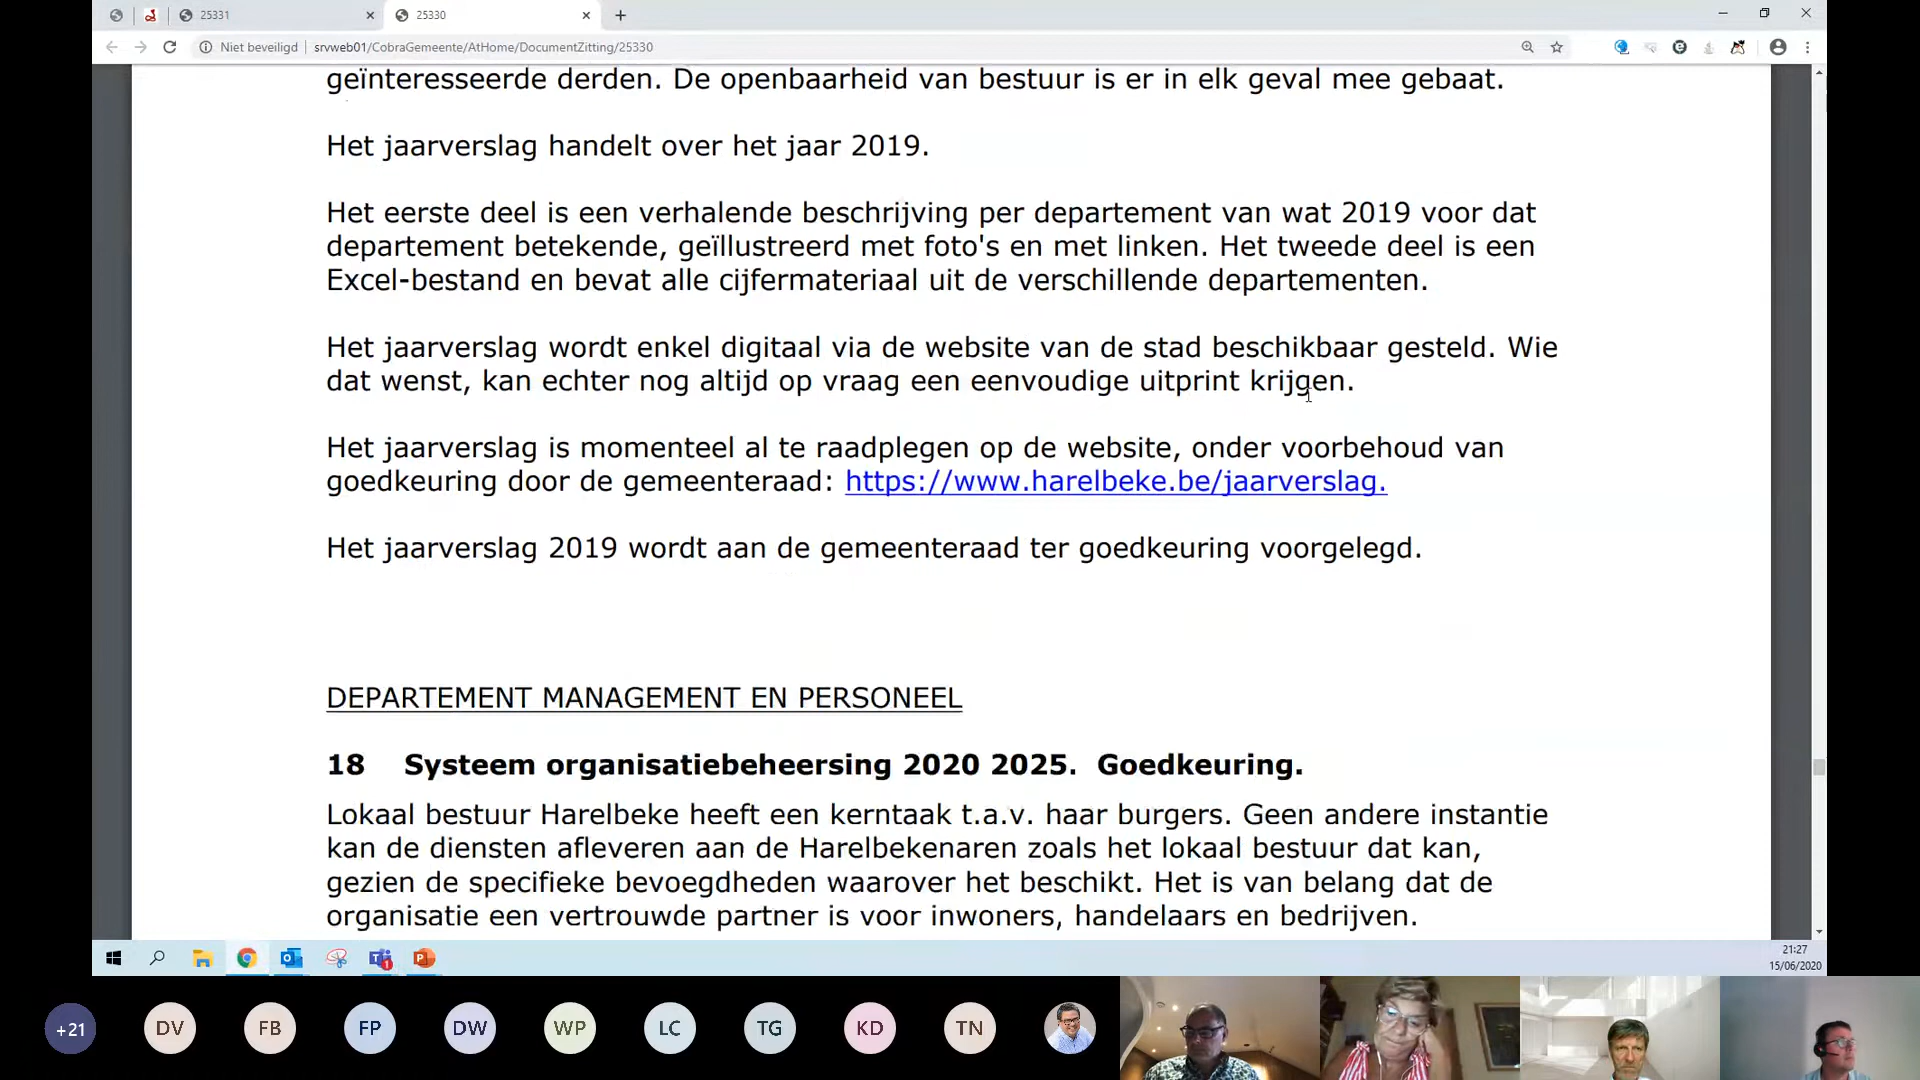 25331
25330
Niet beveiligd
srvweb01/CobraGemeente/AtHome/DocumentZitting/25330
geïnteresseerde derden. De openbaarheid van bestuur is er in elk geval mee gebaat.
Het jaarverslag handelt over het jaar 2019.
Het eerste deel is een verhalende beschrijving per departement van wat 2019 voor dat
departement betekende, geïllustreerd met foto's en met linken. Het tweede deel is een
Excel-bestand en bevat alle cijfermateriaal uit de verschillende departementen.
Het jaarverslag wordt enkel digitaal via de website van de stad beschikbaar gesteld. Wie
dat wenst, kan echter nog altijd op vraag een eenvoudige uitprint krijgen.
Het jaarverslag is momenteel al te raadplegen op de website, onder voorbehoud van
goedkeuring door de gemeenteraad: https://www.harelbeke.be/jaarverslag.
Het jaarverslag 2019 wordt aan de gemeenteraad ter goedkeuring voorgelegd.
DEPARTEMENT MANAGEMENT EN PERSONEEL
18 Systeem organisatiebeheersing 2020 2025. Goedkeuring.
Lokaal bestuur Harelbeke heeft een kerntaak t.a.v. haar burgers. Geen andere instantie
kan de diensten afleveren aan de Harelbekenaren zoals het lokaal bestuur dat kan,
gezien de specifieke bevoegdheden waarover het beschikt. Het is van belang dat de
organisatie een vertrouwde partner is voor inwoners, handelaars en bedrijven.
21:27
15/06/2020
+21 DV FB FP DW WP LC TG KD TN